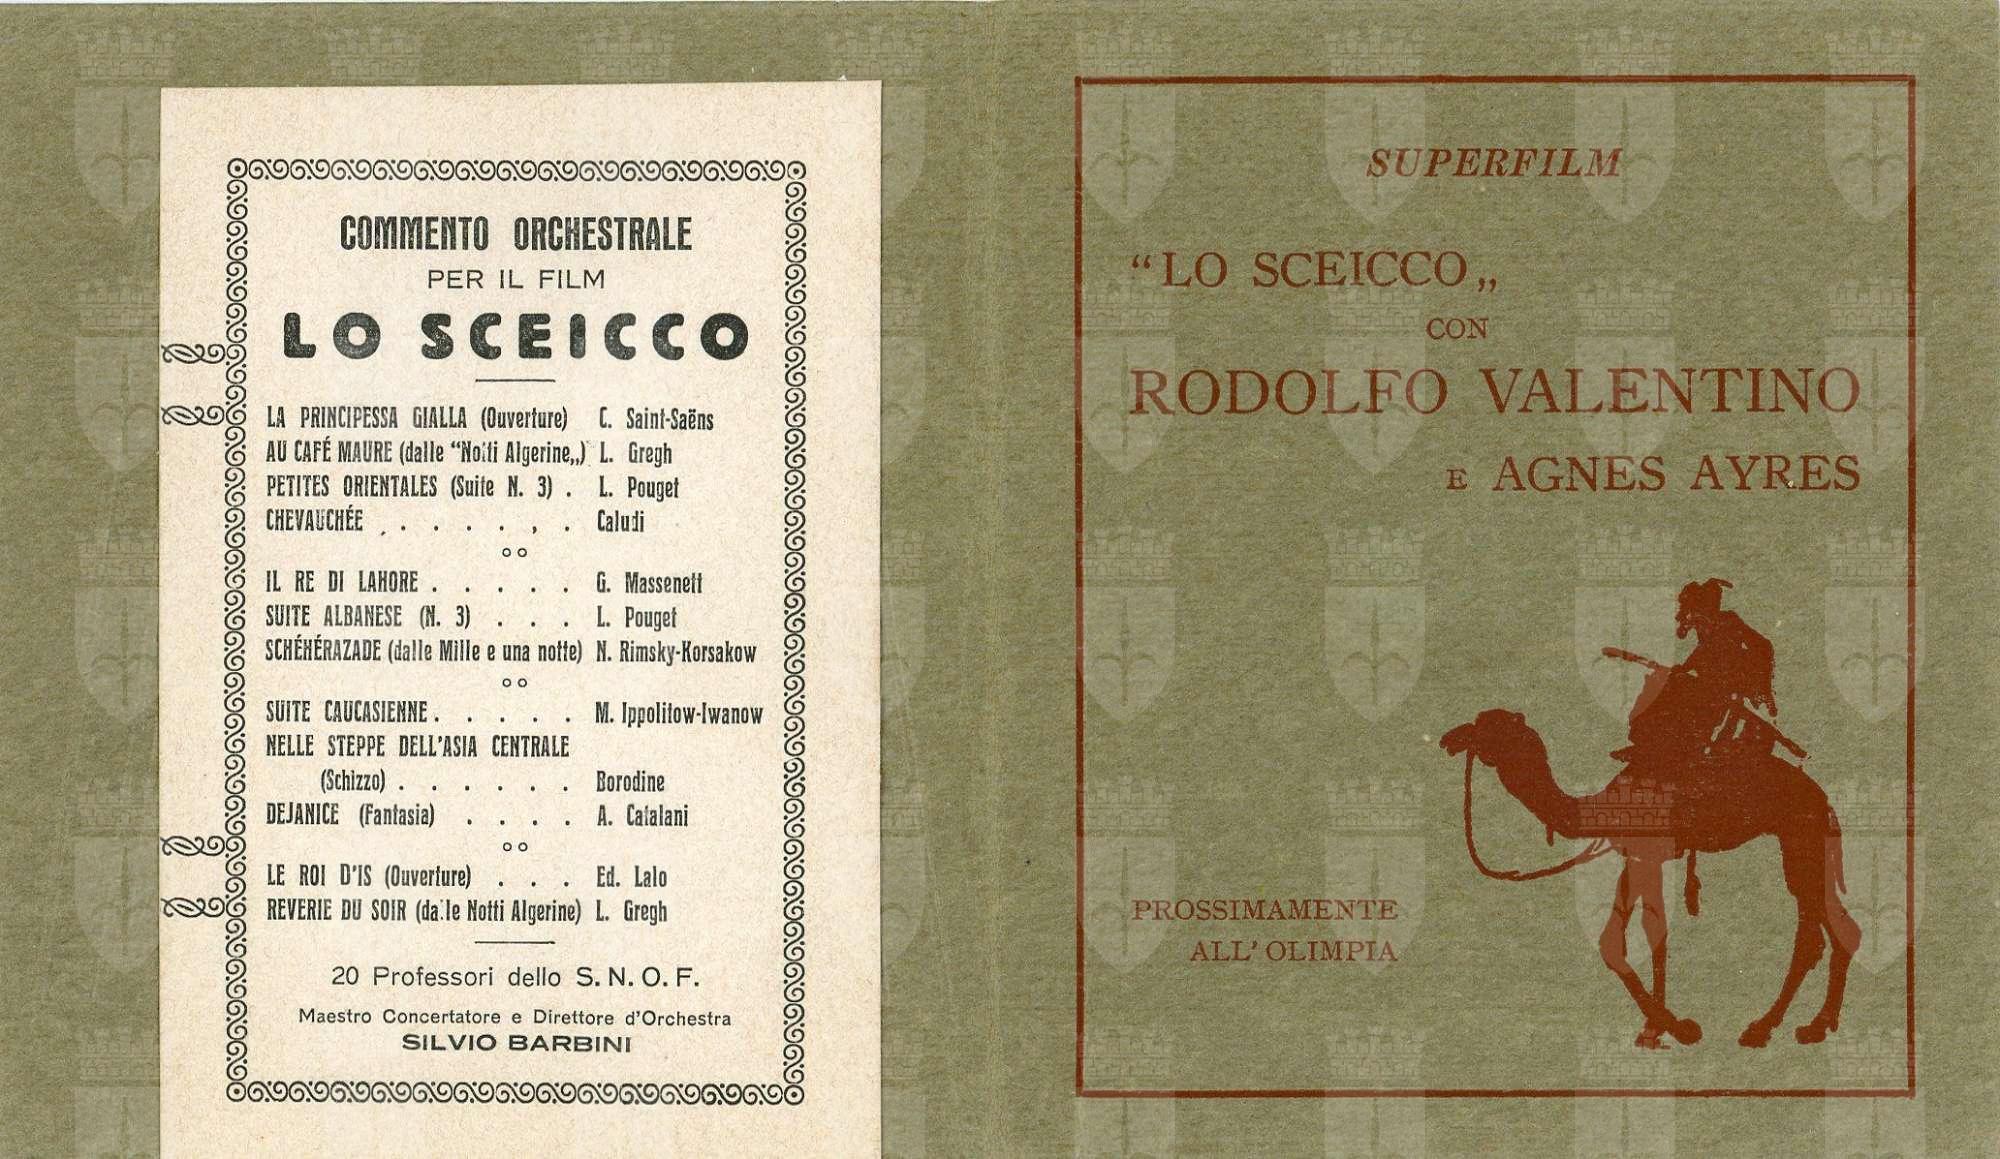 COMMENTO ORCHESTRALE
PER IL FILM
LO SCEICCO
LA PRINCIPESSA GIALLA (Ouverture) C. Saint-Saëns
AU CAFÉ MAURE (dalle "Notti Algerine„) L. Gregh
PETITES ORIENTALES (Suite N. 3) . L. Pouget
CHEVAUCHÉE . . . . , . Caludi
IL RE DI LAHORE . . . . . G. Massenett
SUITE ALBANESE (N. 3) . . . L. Pouget
SCHÉHÉRAZADE (dalle Mille e una notte) N. Rimsky-Korsakow
SUITE CAUCASIENNE . . . . . M. Ippolitow-Iwanow
NELLE STEPPE DELL'ASIA CENTRALE
(Schizzo) . . . . . . Borodine
DEJANICE (Fantasia) . . . . A. Catalani
LE ROI D'IS (Ouverture) . . . Ed. Lalo
REVERIE DU SOIR (dalle Notti Algerine) L. Gregh
20 Professori dello S. N. O. F.
Maestro Concertatore e Direttore d'Orchestra
SILVIO BARBINI
SUPERFILM
"LO SCEICCO„
CON
RODOLFO VALENTINO
E AGNES AYRES
PROSSIMAMENTE
ALL' OLIMPIA